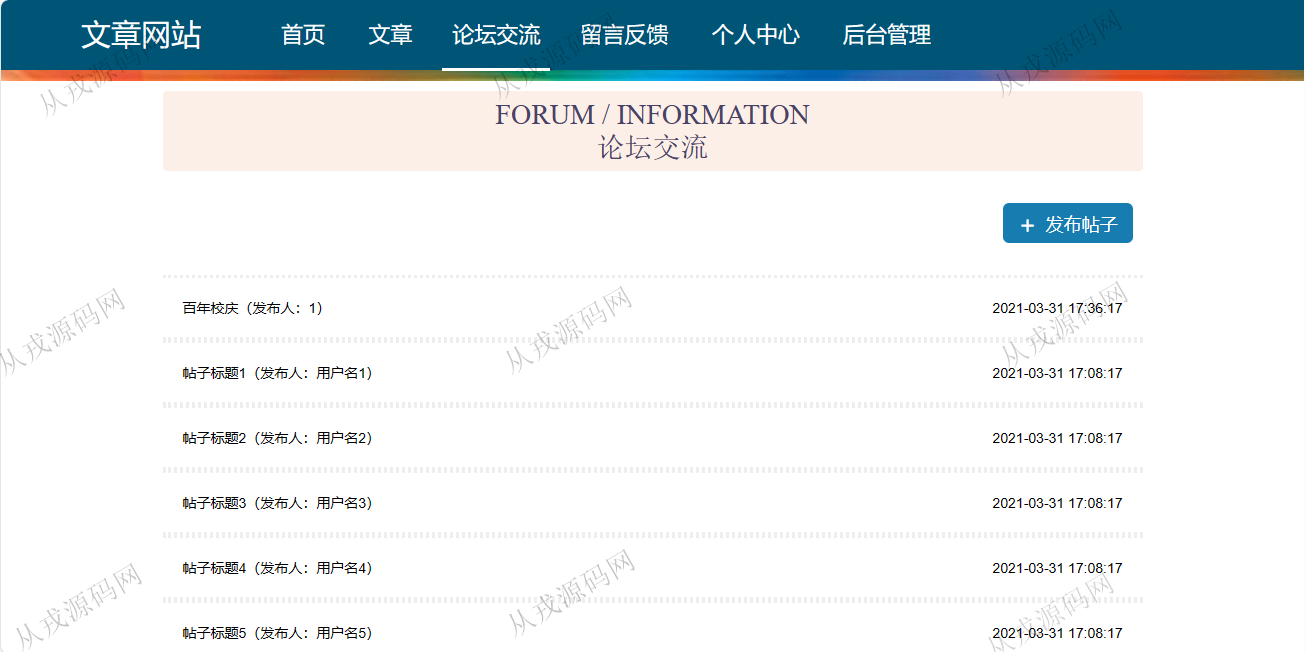 文章网站 首页 文章 论坛交流 留言反馈 个人中心 后台管理
FORUM / INFORMATION
论坛交流
+ 发布帖子
百年校庆（发布人：1） 2021-03-31 17:36:17
帖子标题1（发布人：用户名1） 2021-03-31 17:08:17
帖子标题2（发布人：用户名2） 2021-03-31 17:08:17
帖子标题3（发布人：用户名3） 2021-03-31 17:08:17
帖子标题4（发布人：用户名4） 2021-03-31 17:08:17
帖子标题5（发布人：用户名5） 2021-03-31 17:08:17
从戎源码网
从戎源码网
从戎源码网
从戎源码网
从戎源码网
从戎源码网
从戎源码网
从戎源码网
从戎源码网